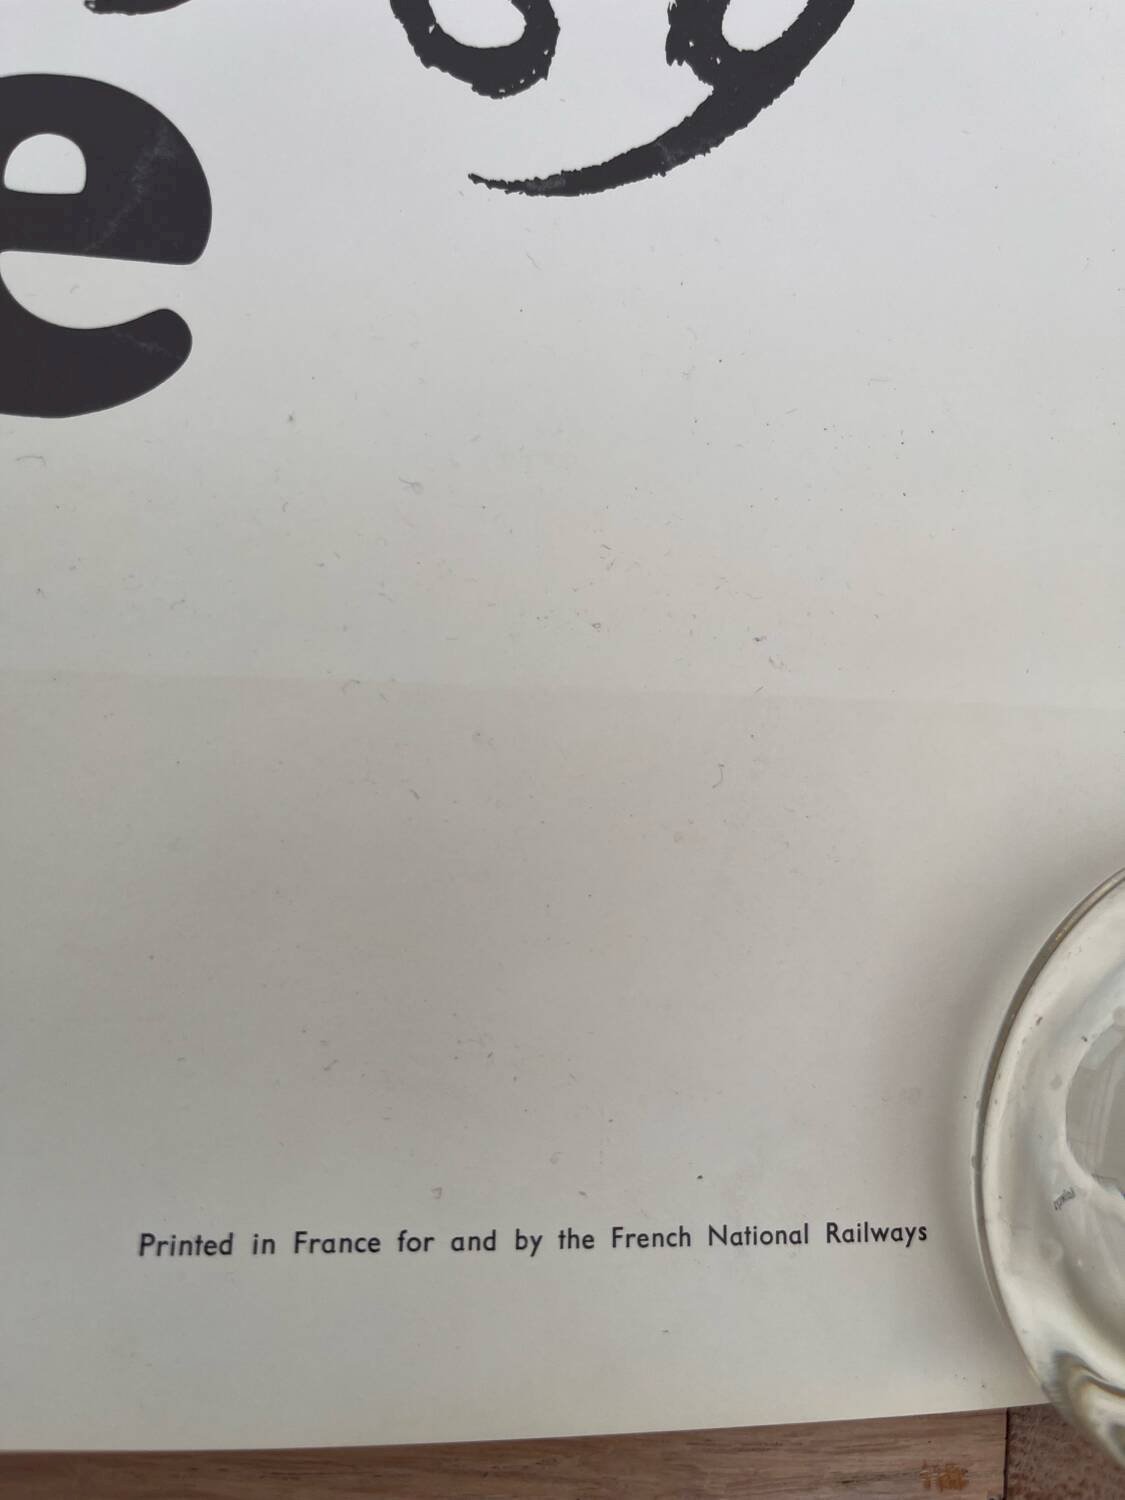 e
Printed in France for and by the French National Railways